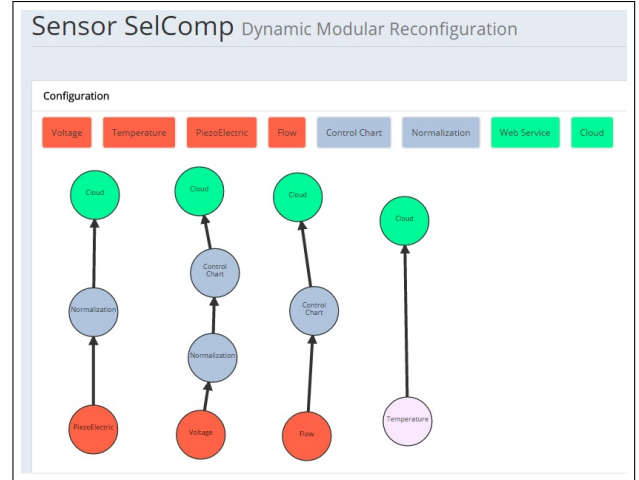 Sensor SelComp Dynamic Modular Reconfiguration
Configuration
Voltage Temperature PiezoElectric Flow Control Chart Normalization Web Service Cloud
Cloud
Cloud
Cloud
Cloud
Control
Chart
Normalization
Control
Chart
Normalization
PiezoElectric
Voltage
Flow
Temperature